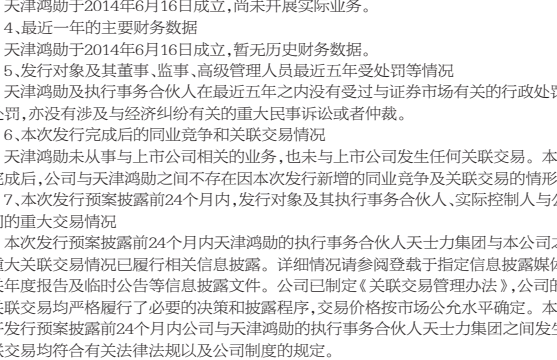 天津鸿勋于2014年6月16日成立,尚未开展实际业务。
4、最近一年的主要财务数据
天津鸿勋于2014年6月16日成立,暂无历史财务数据。
5、发行对象及其董事、监事、高级管理人员最近五年受处罚等情况
天津鸿勋及执行事务合伙人在最近五年之内没有受过与证券市场有关的行政处罚
处罚,亦没有涉及与经济纠纷有关的重大民事诉讼或者仲裁。
6、本次发行完成后的同业竞争和关联交易情况
天津鸿勋未从事与上市公司相关的业务,也未与上市公司发生任何关联交易。本
完成后,公司与天津鸿勋之间不存在因本次发行新增的同业竞争及关联交易的情形
7、本次发行预案披露前24个月内,发行对象及其执行事务合伙人、实际控制人与公
间的重大交易情况
本次发行预案披露前24个月内天津鸿勋的执行事务合伙人天士力集团与本公司之
重大关联交易情况已履行相关信息披露。详细情况请参阅登载于指定信息披露媒体
关年度报告及临时公告等信息披露文件。公司已制定《关联交易管理办法》,公司的
关联交易均严格履行了必要的决策和披露程序,交易价格按市场公允水平确定。本
开发行预案披露前24个月内公司与天津鸿勋的执行事务合伙人天士力集团之间发生
联交易均符合有关法律法规以及公司制度的规定。